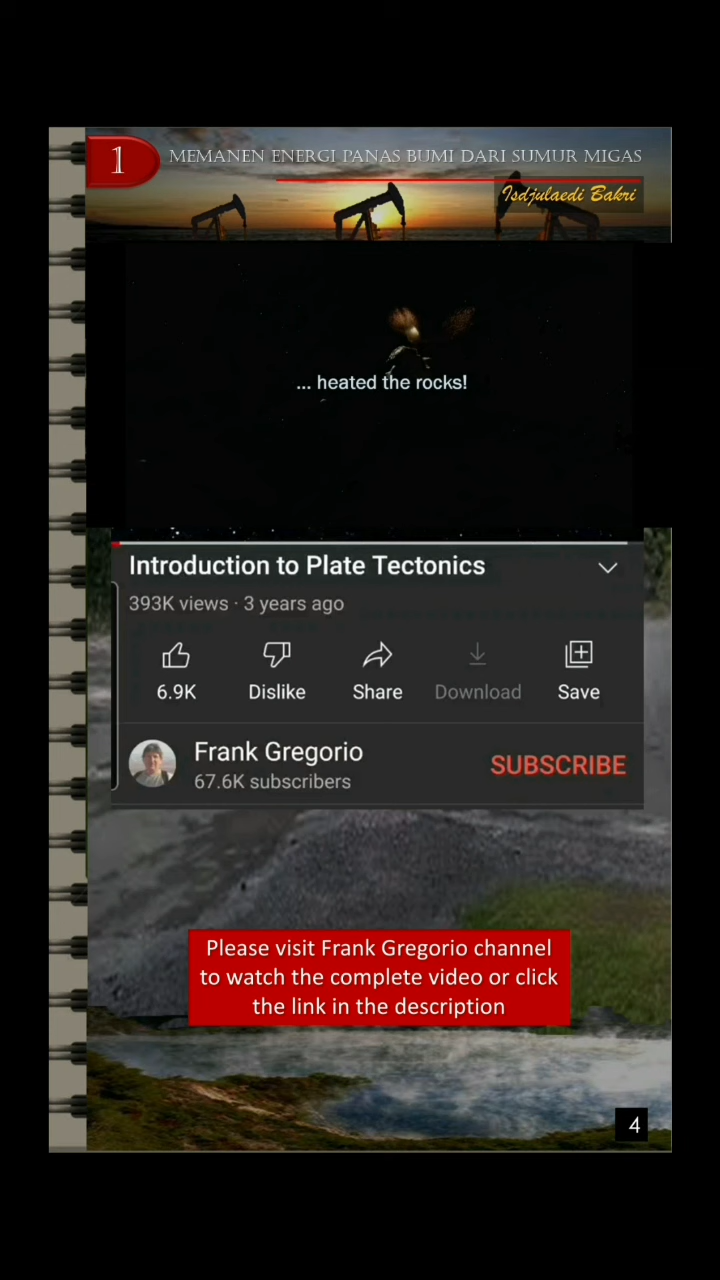 1
MEMANEN ENERGI PANAS BUMI DARI SUMUR MIGAS
Isdjulaedi Bakri
... heated the rocks!
Introduction to Plate Tectonics
393K views · 3 years ago
6.9K Dislike Share Download Save
Frank Gregorio
67.6K subscribers
SUBSCRIBE
Please visit Frank Gregorio channel
to watch the complete video or click
the link in the description
4